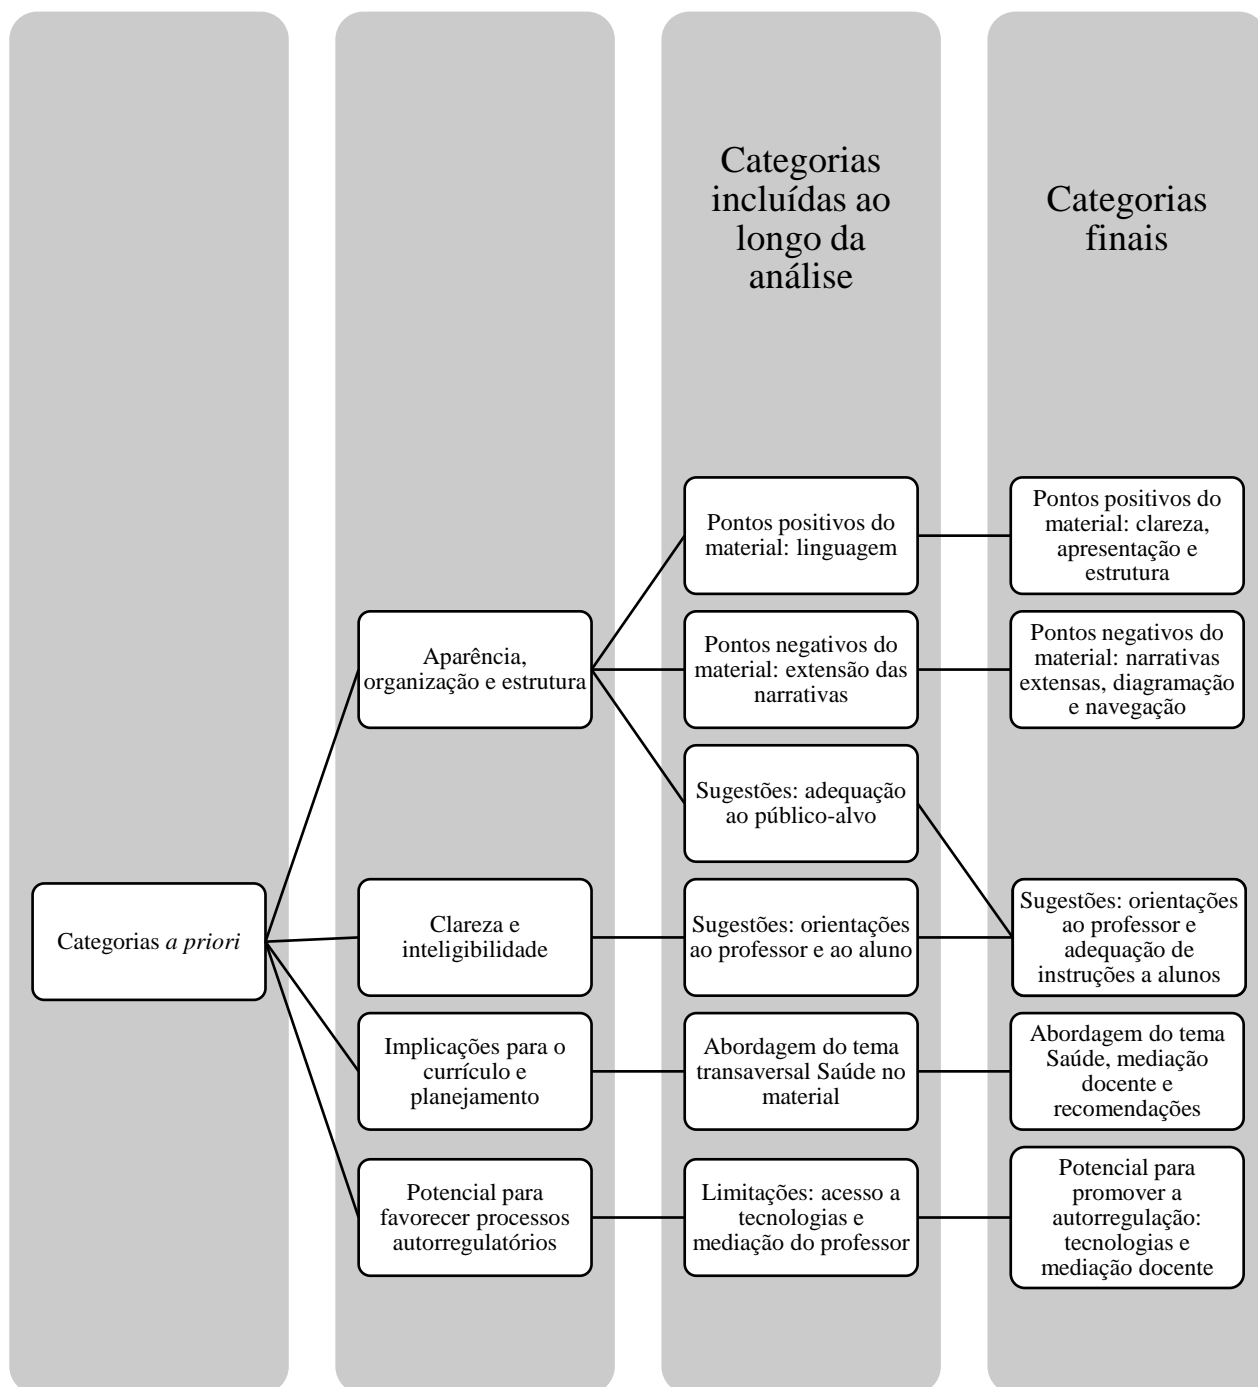 Categorias
incluídas ao
longo da
análise
Categorias
finais
Categorias a priori
Aparência,
organização e estrutura
Clareza e
inteligibilidade
Implicações para o
currículo e
planejamento
Potencial para
favorecer processos
autorregulatórios
Pontos positivos do
material: linguagem
Pontos negativos do
material: extensão das
narrativas
Sugestões: adequação
ao público-alvo
Sugestões: orientações
ao professor e ao aluno
Abordagem do tema
transaversal Saúde no
material
Limitações: acesso a
tecnologias e
mediação do professor
Pontos positivos do
material: clareza,
apresentação e
estrutura
Pontos negativos do
material: narrativas
extensas, diagramação
e navegação
Sugestões: orientações
ao professor e
adequação de
instruções a alunos
Abordagem do tema
Saúde, mediação
docente e
recomendações
Potencial para
promover a
autorregulação:
tecnologias e
mediação docente